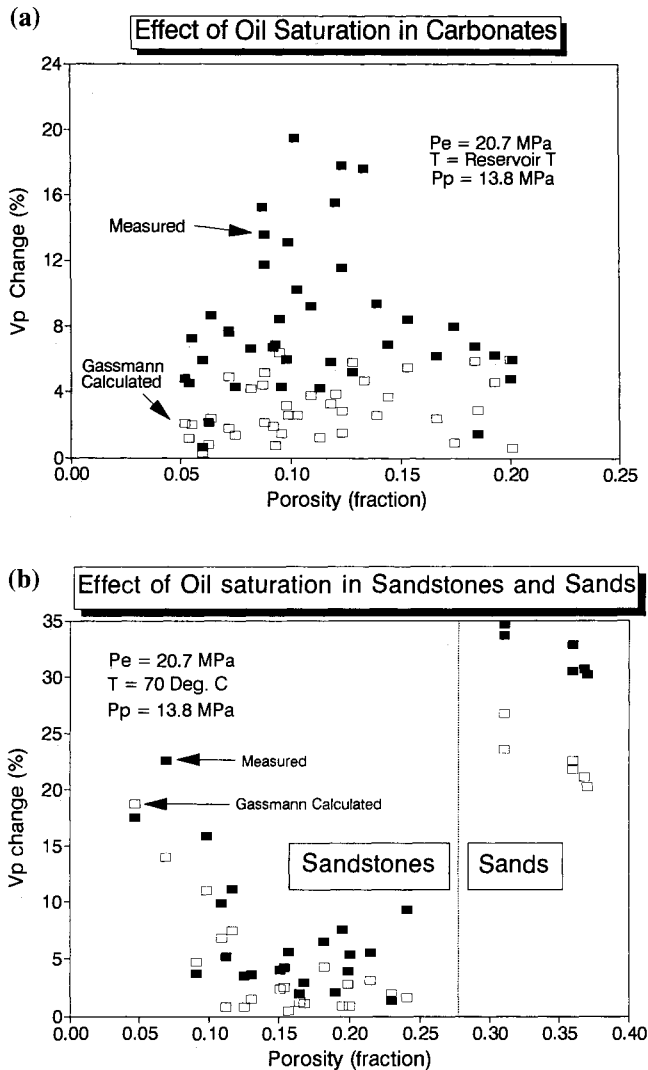 (a)
Effect of Oil Saturation in Carbonates
24
20
16
12
8
4
0
Vp Change (%)
Pe = 20.7 MPa
T = Reservoir T
Pp = 13.8 MPa
Measured
Gassmann
Calculated
0.00 0.05 0.10 0.15 0.20 0.25
Porosity (fraction)
(b)
Effect of Oil saturation in Sandstones and Sands
35
30
25
20
15
10
5
0
Vp change (%)
Pe = 20.7 MPa
T = 70 Deg. C
Pp = 13.8 MPa
Measured
Gassmann Calculated
Sandstones
Sands
0.00 0.05 0.10 0.15 0.20 0.25 0.30 0.35 0.40
Porosity (fraction)